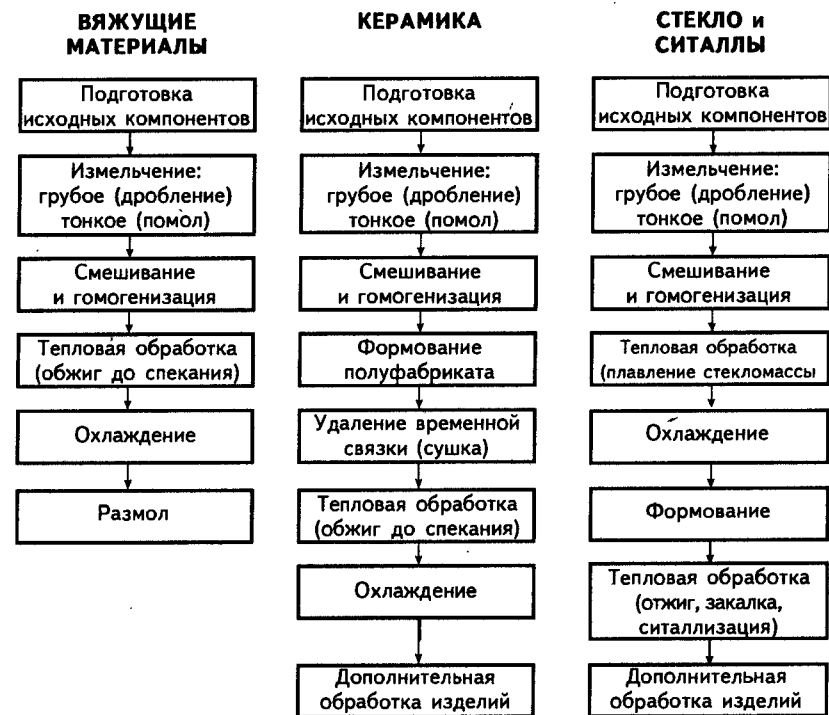 ВЯЖУЩИЕ
МАТЕРИАЛЫ
Подготовка
исходных компонентов
Измельчение:
грубое (дробление)
тонкое (помол)
Смешивание
и гомогенизация
Тепловая обработка
(обжиг до спекания)
Охлаждение
Размол
КЕРАМИКА
Подготовка
исходных компонентов
Измельчение:
грубое (дробление)
тонкое (помол)
Смешивание
и гомогенизация
Формование
полуфабриката
Удаление временной
связки (сушка)
Тепловая обработка
(обжиг до спекания)
Охлаждение
Дополнительная
обработка изделий
СТЕКЛО и
СИТАЛЛЫ
Подготовка
исходных компонентов
Измельчение:
грубое (дробление)
тонкое (помол)
Смешивание
и гомогенизация
Тепловая обработка
(плавление стекломассы
Охлаждение
Формование
Тепловая обработка
(отжиг, закалка,
ситаллизация)
Дополнительная
обработка изделий